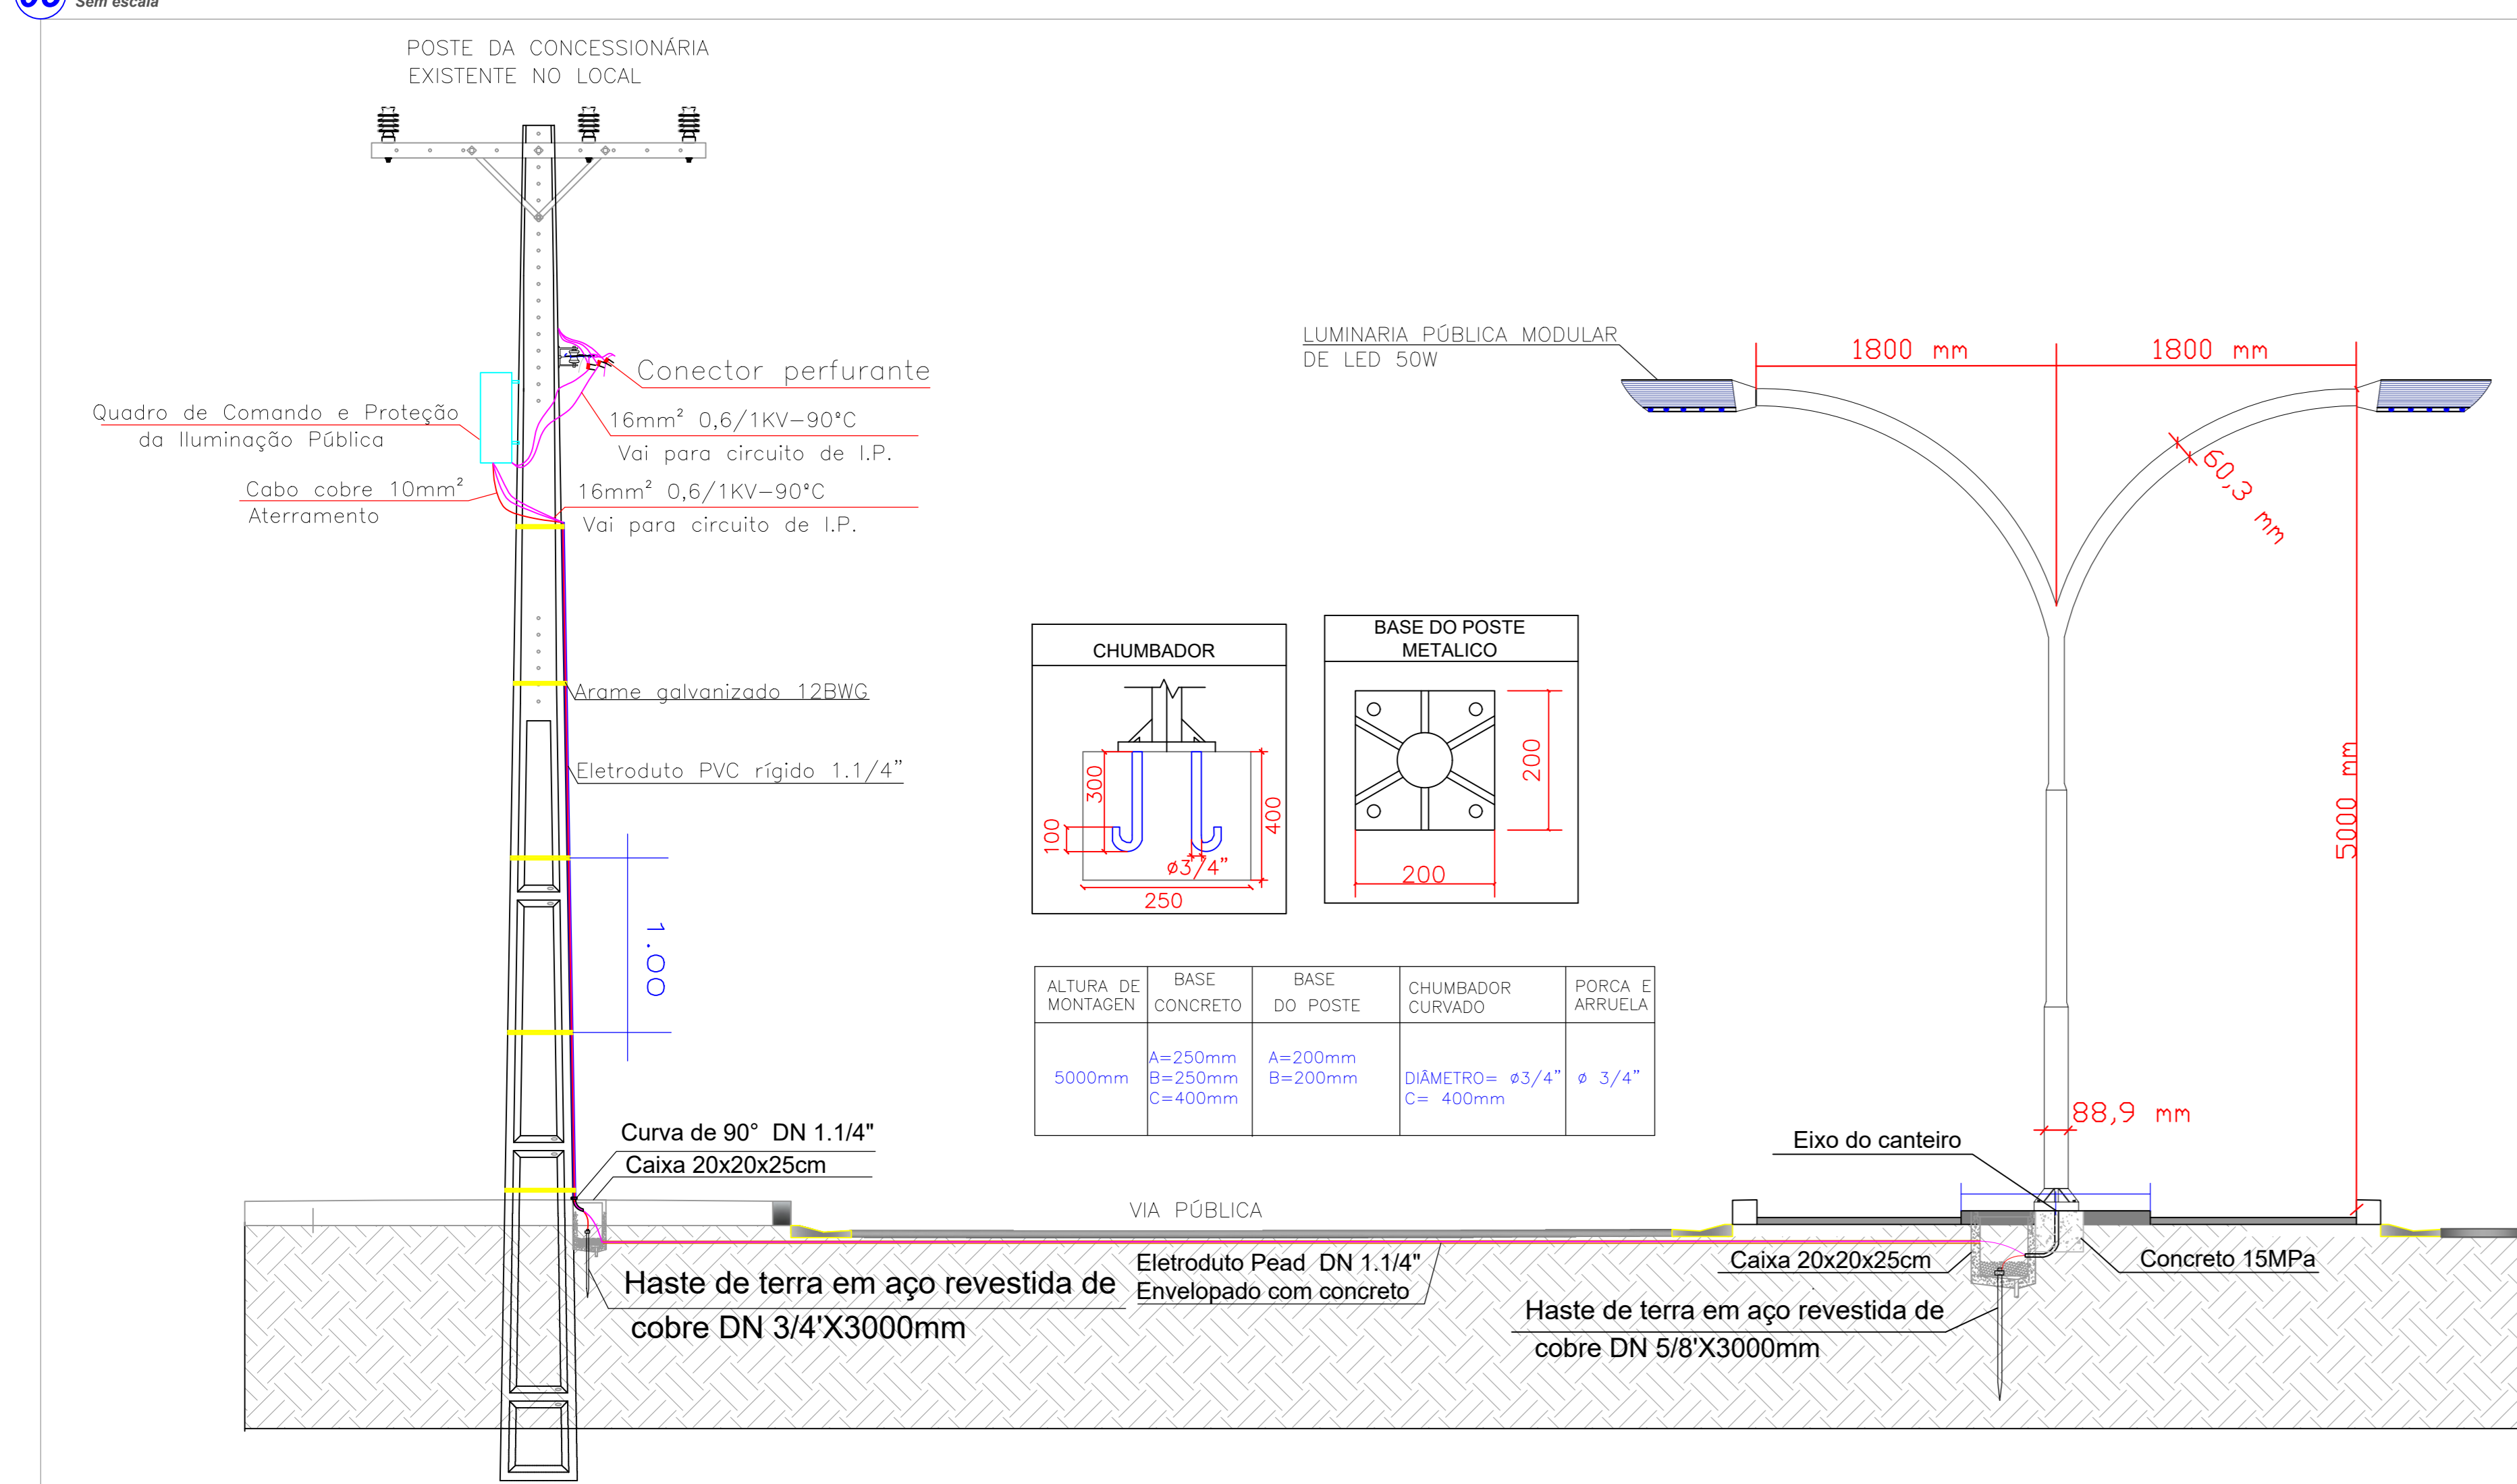 Sem escala
POSTE DA CONCESSIONÁRIA
EXISTENTE NO LOCAL
LUMINARIA PÚBLICA MODULAR
DE LED 50W
1800 mm
1800 mm
60,3 mm
5000 mm
Conector perfurante
Quadro de Comando e Proteção
da Iluminação Pública
16mm² 0,6/1KV-90°C
Vai para circuito de I.P.
Cabo cobre 10mm²
Aterramento
16mm² 0,6/1KV-90°C
Vai para circuito de I.P.
Arame galvanizado 12BWG
Eletroduto PVC rígido 1.1/4"
1.00
CHUMBADOR
300
100
400
ø3/4"
250
BASE DO POSTE
METALICO
200
200
ALTURA DE
MONTAGEN
BASE
CONCRETO
BASE
DO POSTE
CHUMBADOR
CURVADO
PORCA E
ARRUELA
5000mm
A=250mm
B=250mm
C=400mm
A=200mm
B=200mm
DIÂMETRO= ø3/4"
C= 400mm
ø 3/4"
88,9 mm
Curva de 90° DN 1.1/4"
Caixa 20x20x25cm
Eixo do canteiro
VIA PÚBLICA
Eletroduto Pead DN 1.1/4"
Envelopado com concreto
Caixa 20x20x25cm
Concreto 15MPa
Haste de terra em aço revestida de
cobre DN 3/4'X3000mm
Haste de terra em aço revestida de
cobre DN 5/8'X3000mm